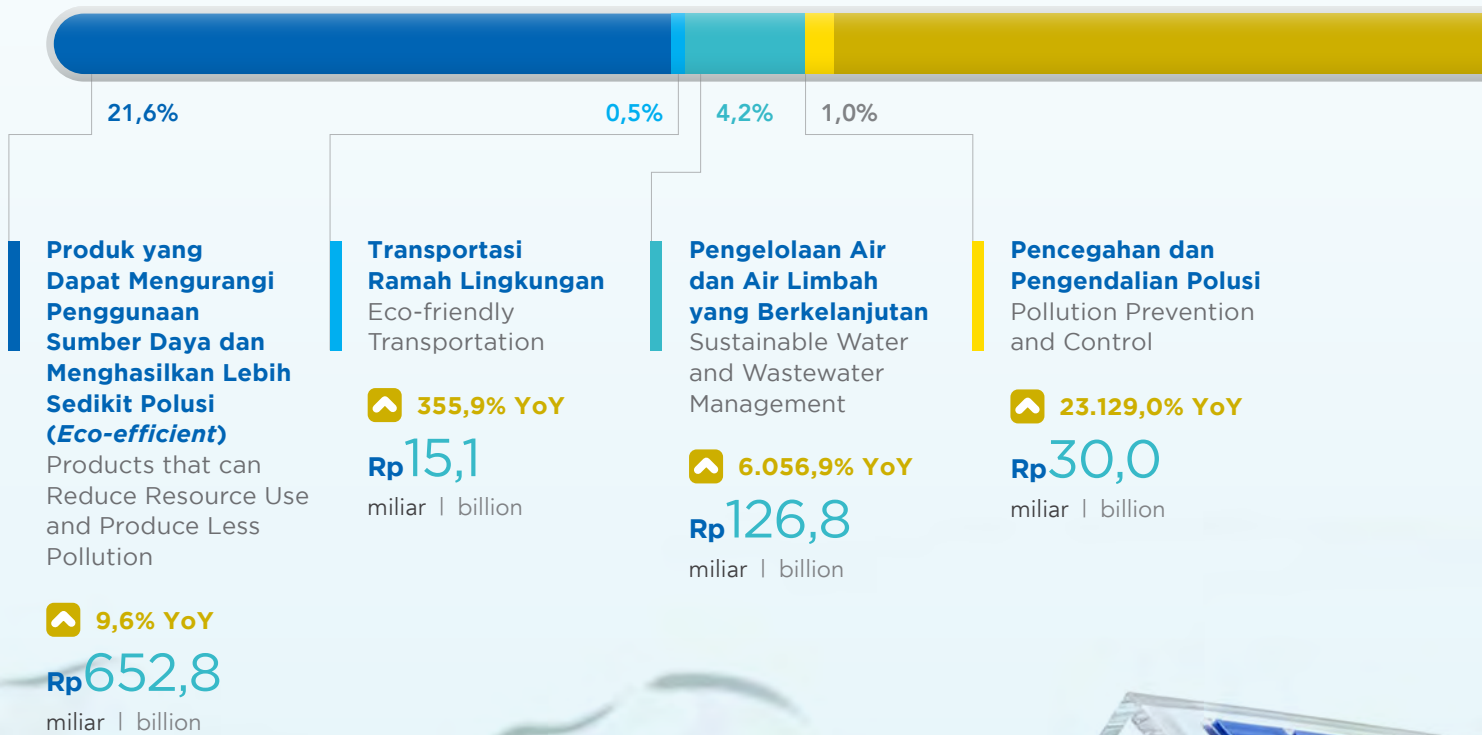 21,6%
0,5%
4,2%
1,0%
Produk yang
Dapat Mengurangi
Penggunaan
Sumber Daya dan
Menghasilkan Lebih
Sedikit Polusi
(Eco-efficient)
Products that can
Reduce Resource Use
and Produce Less
Pollution
9,6% YoY
Rp652,8
miliar | billion
Transportasi
Ramah Lingkungan
Eco-friendly
Transportation
355,9% YoY
Rp15,1
miliar | billion
Pengelolaan Air
dan Air Limbah
yang Berkelanjutan
Sustainable Water
and Wastewater
Management
6.056,9% YoY
Rp126,8
miliar | billion
Pencegahan dan
Pengendalian Polusi
Pollution Prevention
and Control
23.129,0% YoY
Rp30,0
miliar | billion